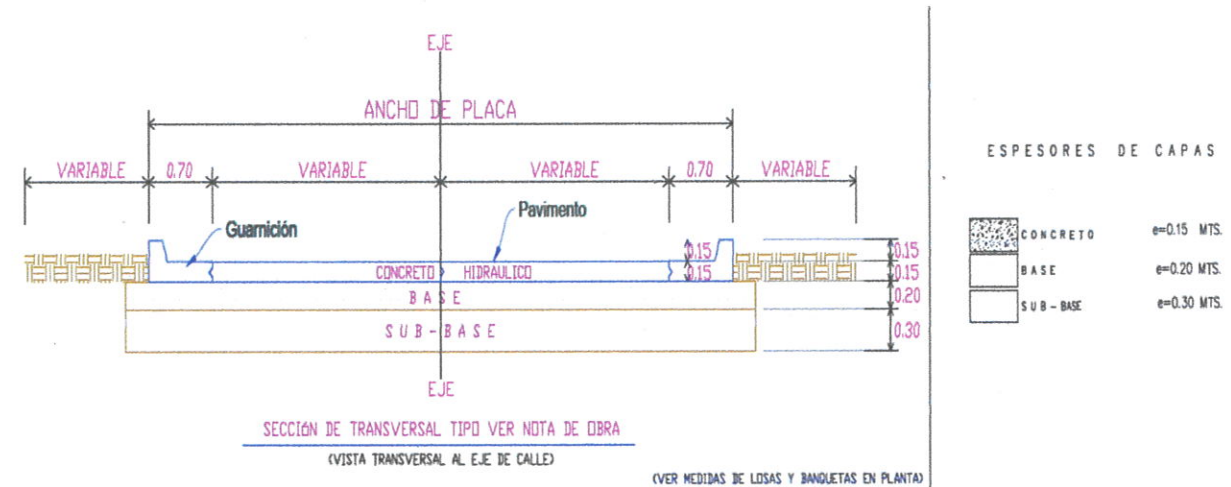 EJE
ANCHO DE PLACA
VARIABLE 0.70 VARIABLE VARIABLE 0.70 VARIABLE
Guarnición
Pavimento
0.15 0.15
CONCRETO HIDRAULICO 0.15 0.15
BASE 0.20
SUB-BASE 0.30
EJE
SECCIÓN DE TRANSVERSAL TIPO VER NOTA DE OBRA
(VISTA TRANSVERSAL AL EJE DE CALLE)
(VER MEDIDAS DE LOSAS Y BANQUETAS EN PLANTA)
ESPESORES DE CAPAS
CONCRETO e=0.15 MTS.
BASE e=0.20 MTS.
SUB-BASE e=0.30 MTS.